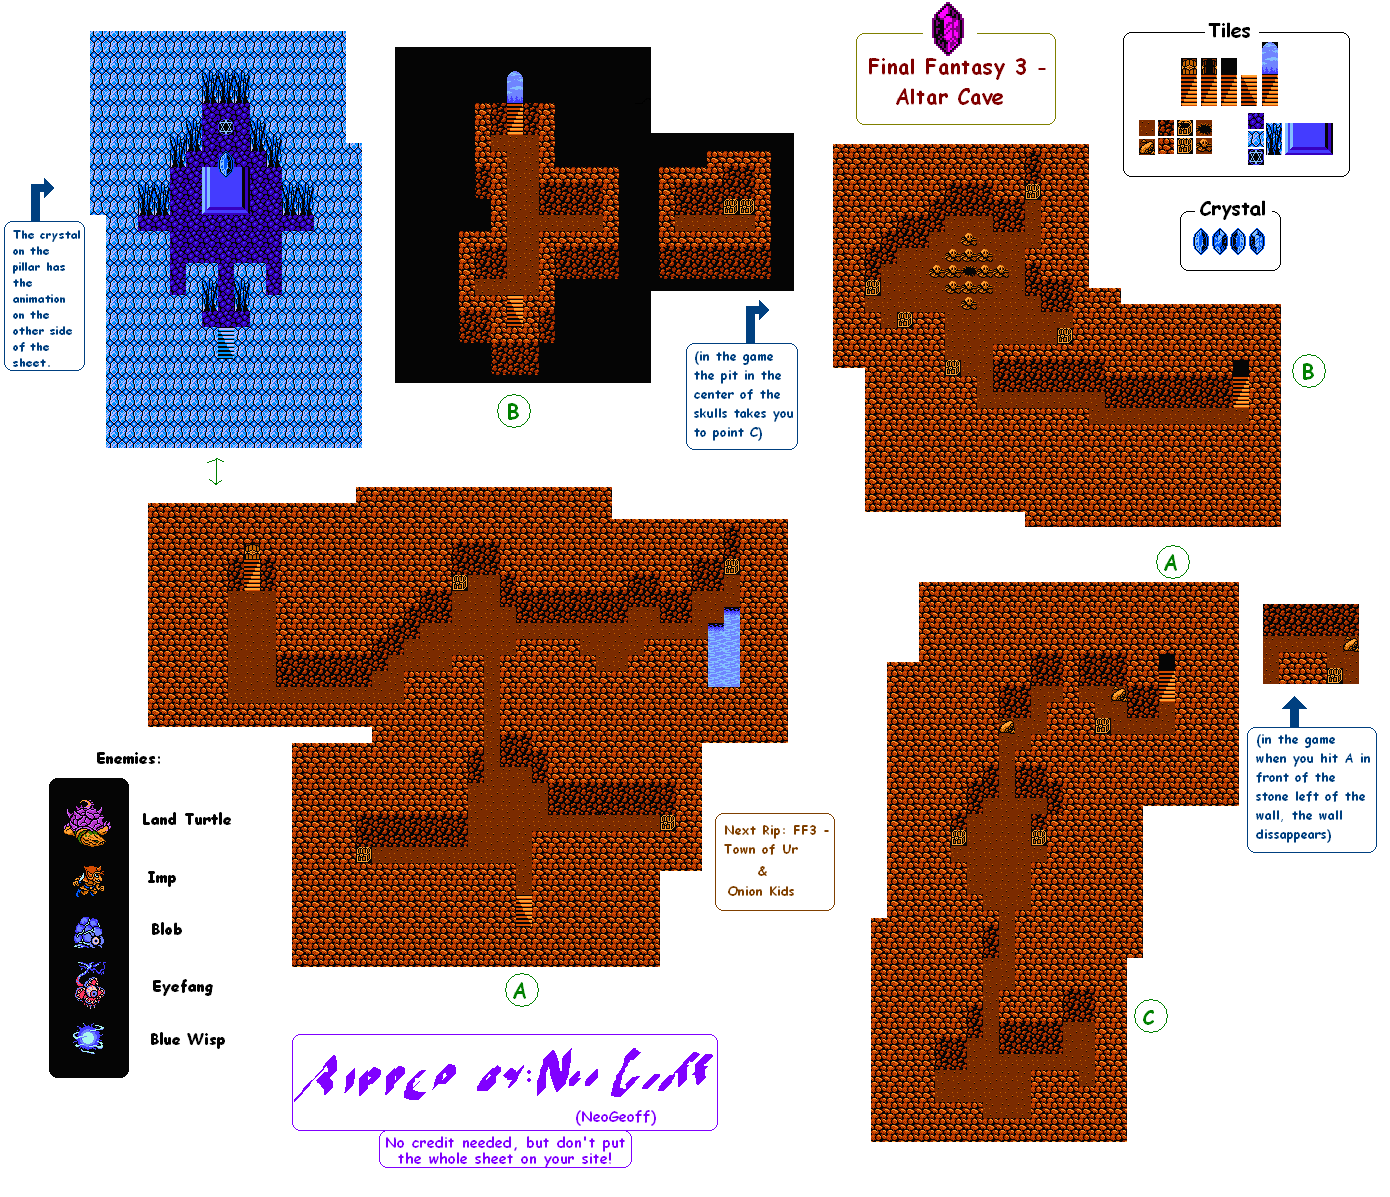 Final Fantasy 3 -
Altar Cave
Tiles
Crystal
The crystal
on the
pillar has
the
animation
on the
other side
of the
sheet.
B
(in the game
the pit in the
center of the
skulls takes you
to point C)
B
A
(in the game
when you hit A in
front of the
stone left of the
wall, the wall
dissappears)
Enemies:
Land Turtle
Imp
Blob
Eyefang
Blue Wisp
Next Rip: FF3 -
Town of Ur
&
Onion Kids
A
C
Ripped by: Neo Geoff
(NeoGeoff)
No credit needed, but don't put
the whole sheet on your site!